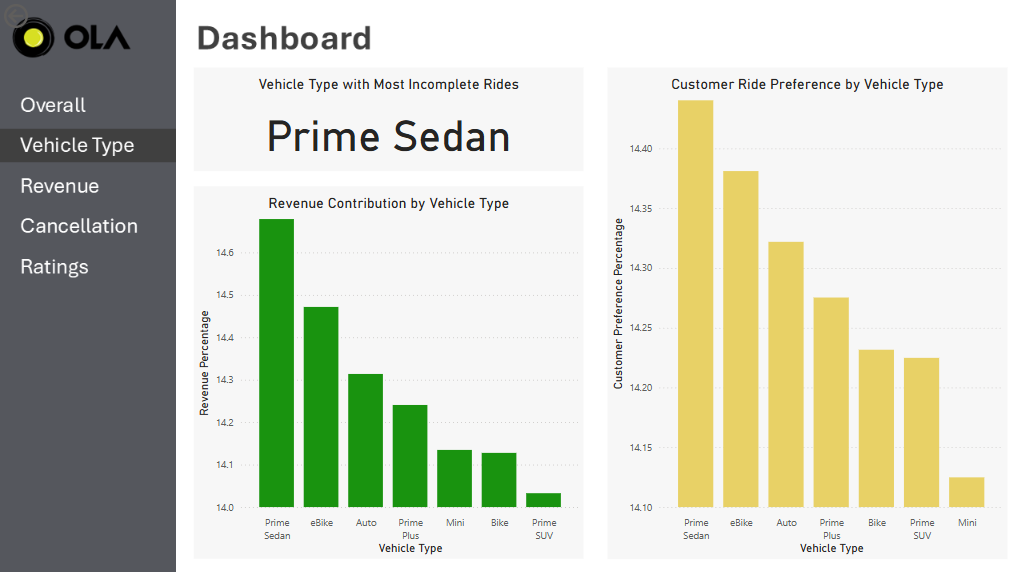 OLA
Overall
Vehicle Type
Revenue
Cancellation
Ratings
Dashboard
Vehicle Type with Most Incomplete Rides
Prime Sedan
Revenue Contribution by Vehicle Type
Revenue Percentage
14.6
14.5
14.4
14.3
14.2
14.1
14.0
Prime Sedan
eBike
Auto
Prime Plus
Mini
Bike
Prime SUV
Vehicle Type
Customer Ride Preference by Vehicle Type
Customer Preference Percentage
14.40
14.35
14.30
14.25
14.20
14.15
14.10
Prime Sedan
eBike
Auto
Prime Plus
Bike
Prime SUV
Mini
Vehicle Type